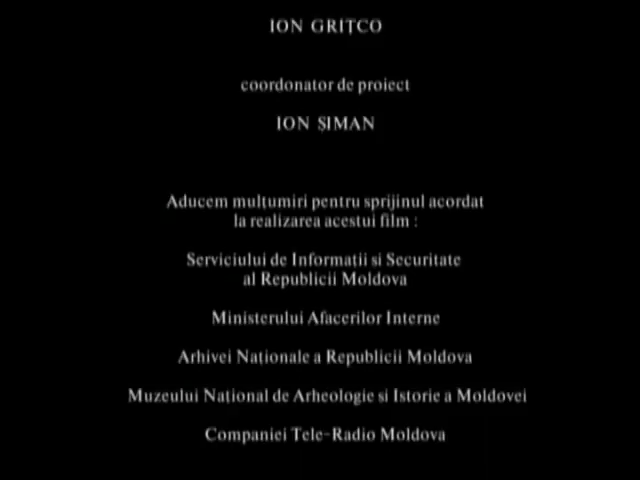 ION GRIȚCO
coordonator de proiect
ION ȘIMAN
Aducem mulțumiri pentru sprijinul acordat
la realizarea acestui film :
Serviciului de Informații si Securitate
al Republicii Moldova
Ministerului Afacerilor Interne
Arhivei Naționale a Republicii Moldova
Muzeului Național de Arheologie si Istorie a Moldovei
Companiei Tele-Radio Moldova